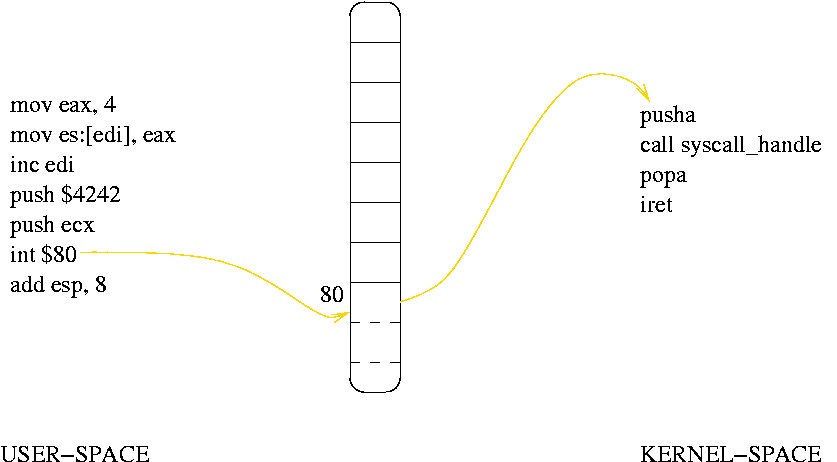 mov eax, 4
mov es:[edi], eax
inc edi
push $4242
push ecx
int $80
add esp, 8
80
pusha
call syscall_handle
popa
iret
USER−SPACE
KERNEL−SPACE